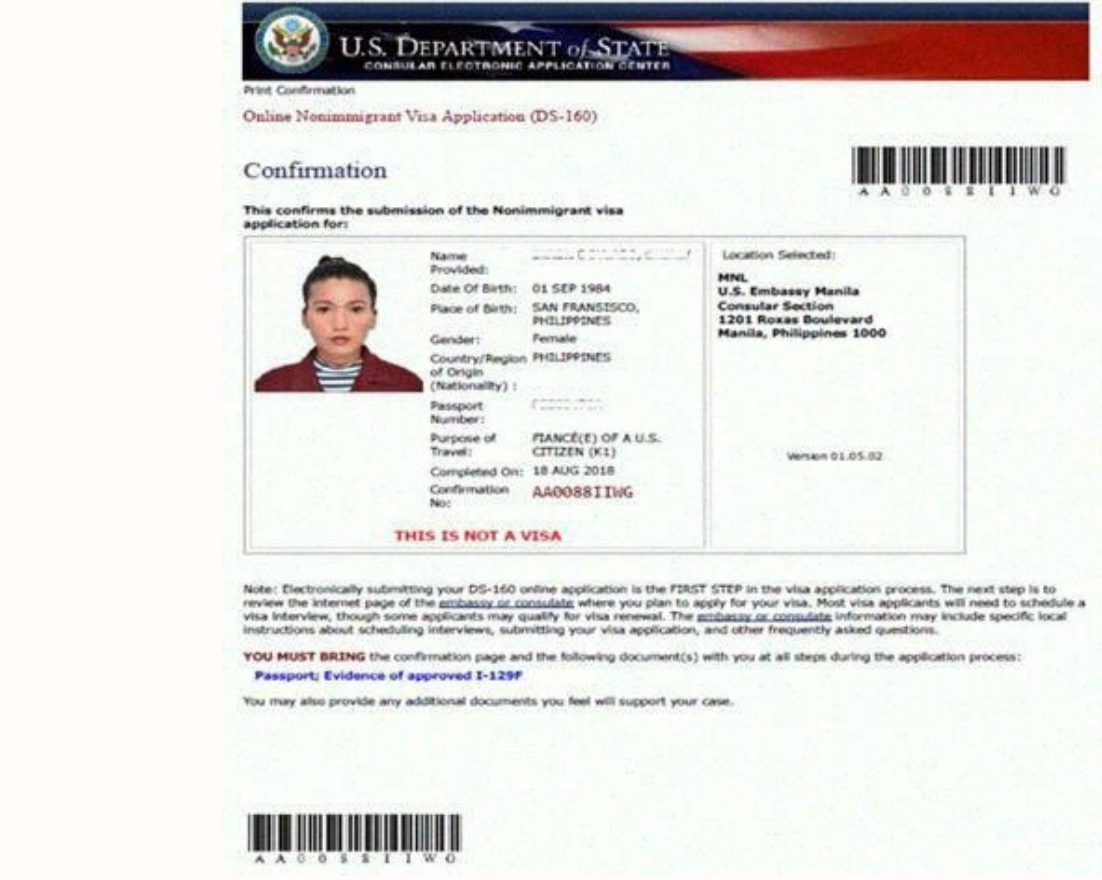 U.S. DEPARTMENT of STATE
CONSULAR ELECTRONIC APPLICATION CENTER
Print Confirmation
Online Nonimmigrant Visa Application (DS-160)
Confirmation
A A 0 0 8 8 I I W G
This confirms the submission of the Nonimmigrant visa
application for:
Name
Provided:
Date Of Birth: 01 SEP 1984
Place of Birth: SAN FRANSISCO,
PHILIPPINES
Gender: Female
Country/Region PHILIPPINES
of Origin
(Nationality) :
Passport
Number:
Purpose of FIANCÉ(E) OF A U.S.
Travel: CITIZEN (K1)
Completed On: 18 AUG 2018
Confirmation AA0088IIWG
No:
THIS IS NOT A VISA
Location Selected:
MNL
U.S. Embassy Manila
Consular Section
1201 Roxas Boulevard
Manila, Philippines 1000
Version 01.05.02
Note: Electronically submitting your DS-160 online application is the FIRST STEP in the visa application process. The next step is to
review the internet page of the embassy or consulate where you plan to apply for your visa. Most visa applicants will need to schedule a
visa interview, though some applicants may qualify for visa renewal. The embassy or consulate information may include specific local
instructions about scheduling interviews, submitting your visa application, and other frequently asked questions.
YOU MUST BRING the confirmation page and the following document(s) with you at all steps during the application process:
Passport; Evidence of approved I-129F
You may also provide any additional documents you feel will support your case.
A A 0 0 8 8 I I W G